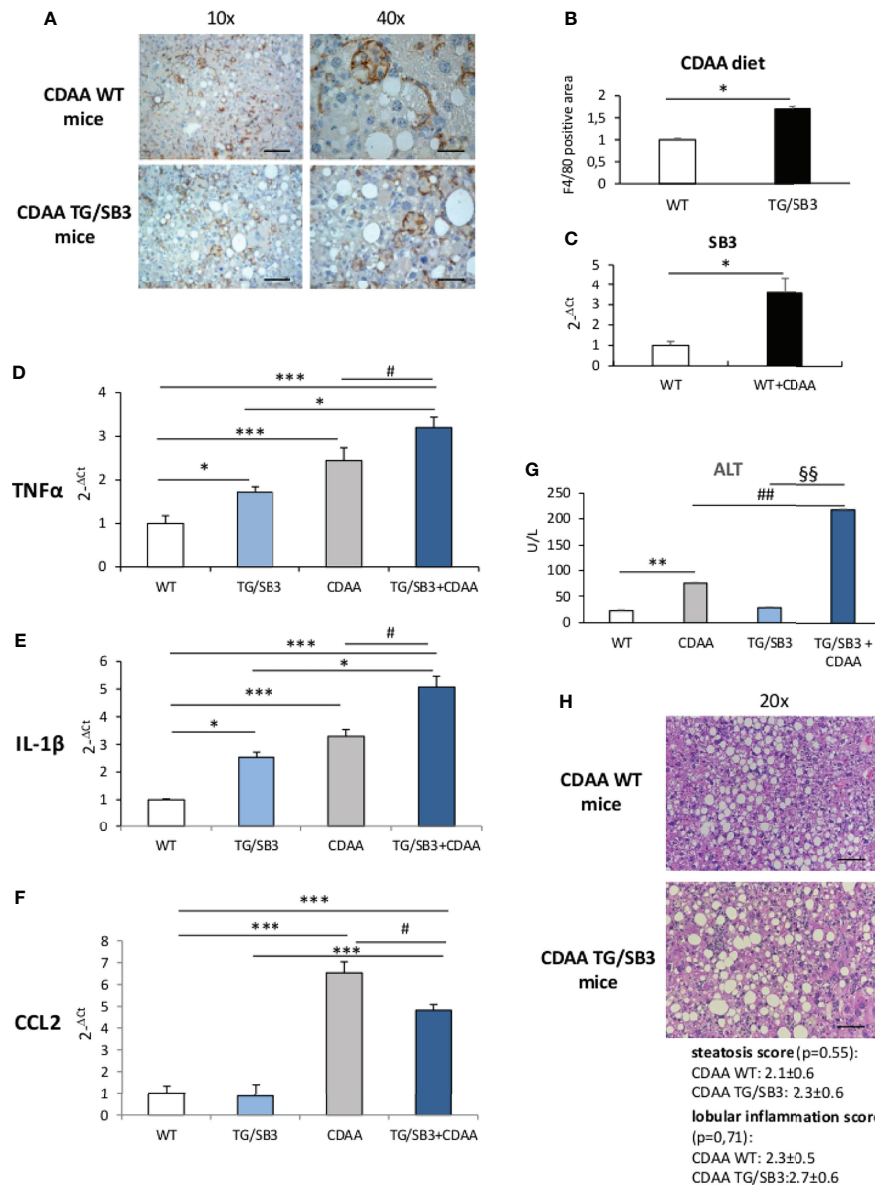 A
10x
40x
CDAA WT
mice
CDAA TG/SB3
mice
B
CDAA diet
F4/80 positive area
2
1,5
1
0,5
0
*
WT
TG/SB3
C
SB3
2-ΔCt
5
4
3
2
1
0
*
WT
WT+CDAA
D
TNFα
2-ΔCt
4
3
2
1
0
***
#
*
***
*
WT
TG/SB3
CDAA
TG/SB3+CDAA
E
IL-1β
2-ΔCt
6
5
4
3
2
1
0
***
#
*
***
*
WT
TG/SB3
CDAA
TG/SB3+CDAA
F
CCL2
2-ΔCt
8
7
6
5
4
3
2
1
0
***
***
#
***
WT
TG/SB3
CDAA
TG/SB3+CDAA
G
ALT
U/L
250
200
150
100
50
0
§§
##
**
WT
CDAA
TG/SB3
TG/SB3 +
CDAA
H
20x
CDAA WT
mice
CDAA TG/SB3
mice
steatosis score (p=0.55):
CDAA WT: 2.1±0.6
CDAA TG/SB3: 2.3±0.6
lobular inflammation score
(p=0,71):
CDAA WT: 2.3±0.5
CDAA TG/SB3:2.7±0.6